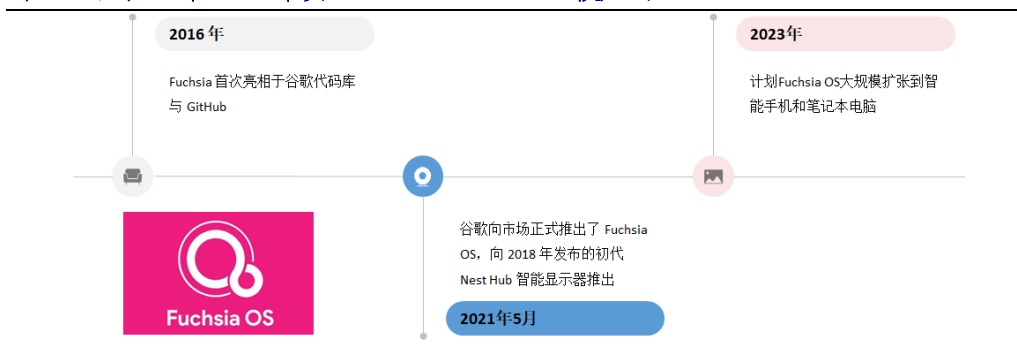 2016 年
Fuchsia 首次亮相于谷歌代码库
与 GitHub
Fuchsia OS
谷歌向市场正式推出了 Fuchsia
OS，向 2018 年发布的初代
Nest Hub 智能显示器推出
2021年5月
2023年
计划Fuchsia OS大规模扩张到智
能手机和笔记本电脑